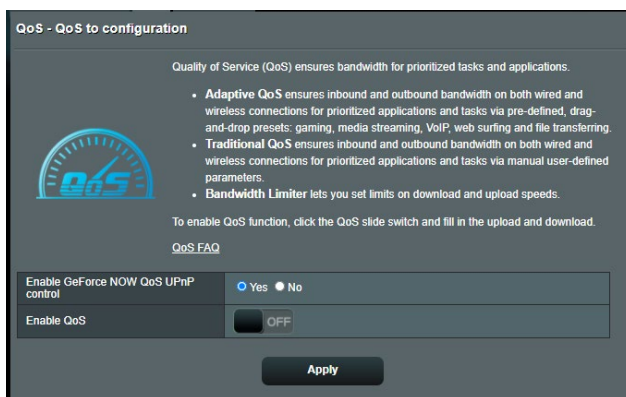 QoS - QoS to configuration
Quality of Service (QoS) ensures bandwidth for prioritized tasks and applications.
• Adaptive QoS ensures inbound and outbound bandwidth on both wired and
wireless connections for prioritized applications and tasks via pre-defined, drag-
and-drop presets: gaming, media streaming, VoIP, web surfing and file transferring.
• Traditional QoS ensures inbound and outbound bandwidth on both wired and
wireless connections for prioritized applications and tasks via manual user-defined
parameters.
• Bandwidth Limiter lets you set limits on download and upload speeds.
QoS
To enable QoS function, click the QoS slide switch and fill in the upload and download.
QoS FAQ
Enable GeForce NOW QoS UPnP
control
Yes No
Enable QoS
OFF
Apply